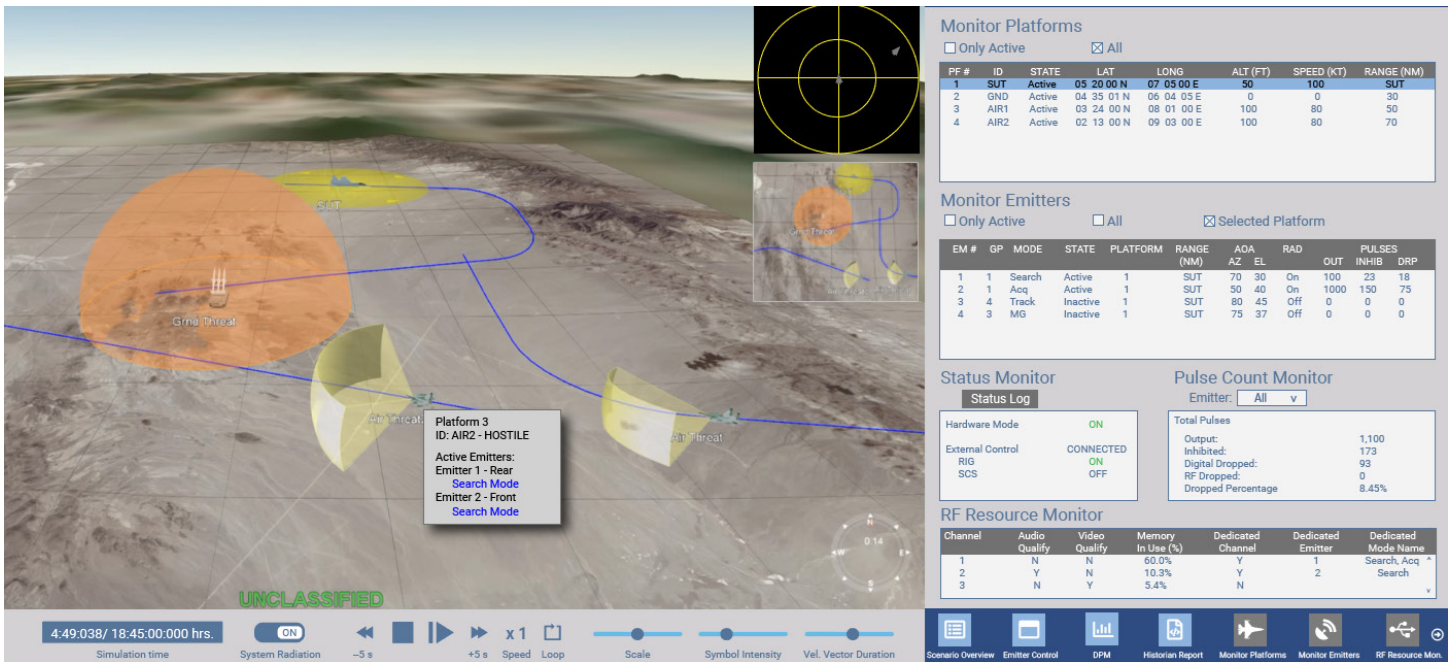 SUT
Grne Threat
Air Threat
Air Threat
Platform 3
ID: AIR2 - HOSTILE
Active Emitters:
Emitter 1 - Rear
Search Mode
Emitter 2 - Front
Search Mode
0:14
UNCLASSIFIED
4:49:038/ 18:45:00:000 hrs.
Simulation time
ON
System Radiation
–5 s
+5 s
x 1
Speed
Loop
Scale
Symbol Intensity
Vel. Vector Duration
Monitor Platforms
Only Active All
PF # ID STATE LAT LONG ALT (FT) SPEED (KT) RANGE (NM)
1 SUT Active 05 20 00 N 07 05 00 E 50 100 SUT
2 GND Active 04 35 01 N 06 04 05 E 0 0 30
3 AIR1 Active 03 24 00 N 08 01 00 E 100 80 50
4 AIR2 Active 02 13 00 N 09 03 00 E 100 80 70
Monitor Emitters
Only Active All Selected Platform
EM # GP MODE STATE PLATFORM RANGE AOA RAD PULSES
(NM) AZ EL OUT INHIB DRP
1 1 Search Active 1 SUT 70 30 On 100 23 18
2 1 Acq Active 1 SUT 50 40 On 1000 150 75
3 4 Track Inactive 1 SUT 80 45 Off 0 0 0
4 3 MG Inactive 1 SUT 75 37 Off 0 0 0
Status Monitor
Status Log
Hardware Mode ON
External Control CONNECTED
RIG ON
SCS OFF
Pulse Count Monitor
Emitter: All v
Total Pulses
Output: 1,100
Inhibited: 173
Digital Dropped: 93
RF Dropped: 0
Dropped Percentage 8.45%
RF Resource Monitor
Channel Audio Video Memory Dedicated Dedicated Dedicated
Qualify Qualify In Use (%) Channel Emitter Mode Name
1 N N 60.0% Y 1 Search, Acq
2 Y N 10.3% Y 2 Search
3 N Y 5.4% N
Scenario Overview
Emitter Control
DPM
Historian Report
Monitor Platforms
Monitor Emitters
RF Resource Mon.